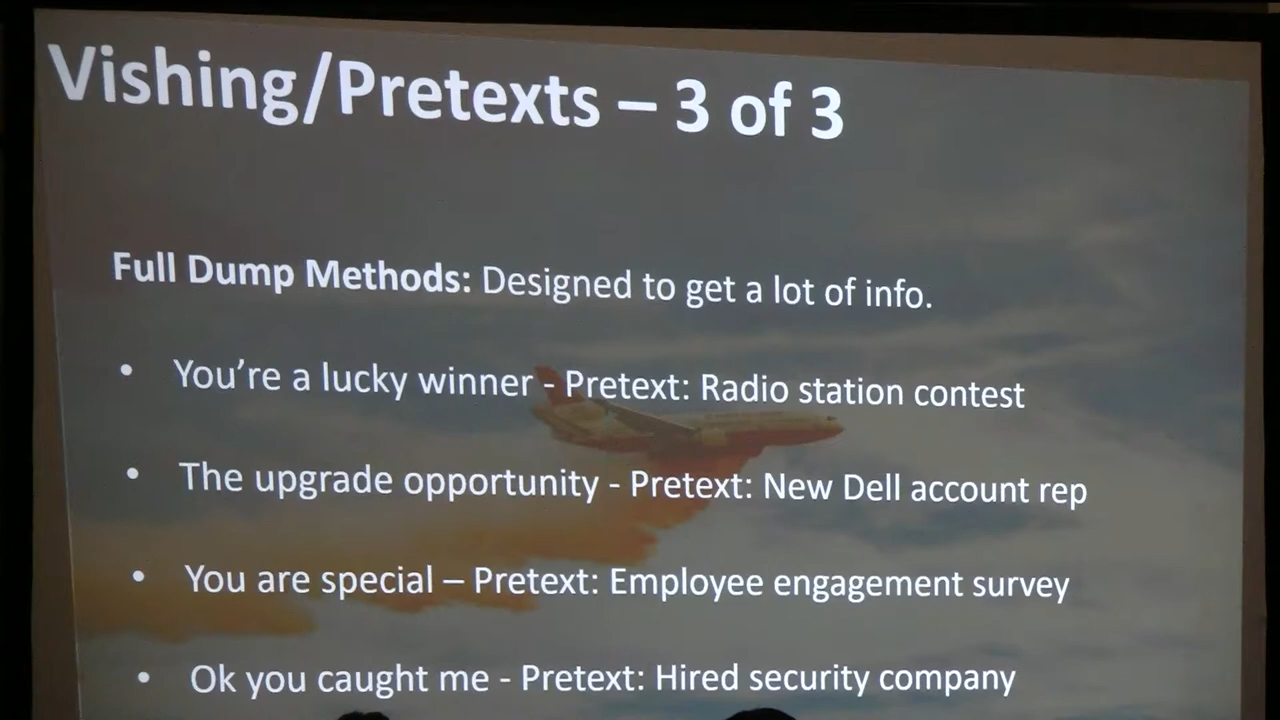 Vishing/Pretexts – 3 of 3
Full Dump Methods: Designed to get a lot of info.
• You’re a lucky winner - Pretext: Radio station contest
• The upgrade opportunity - Pretext: New Dell account rep
• You are special – Pretext: Employee engagement survey
• Ok you caught me - Pretext: Hired security company